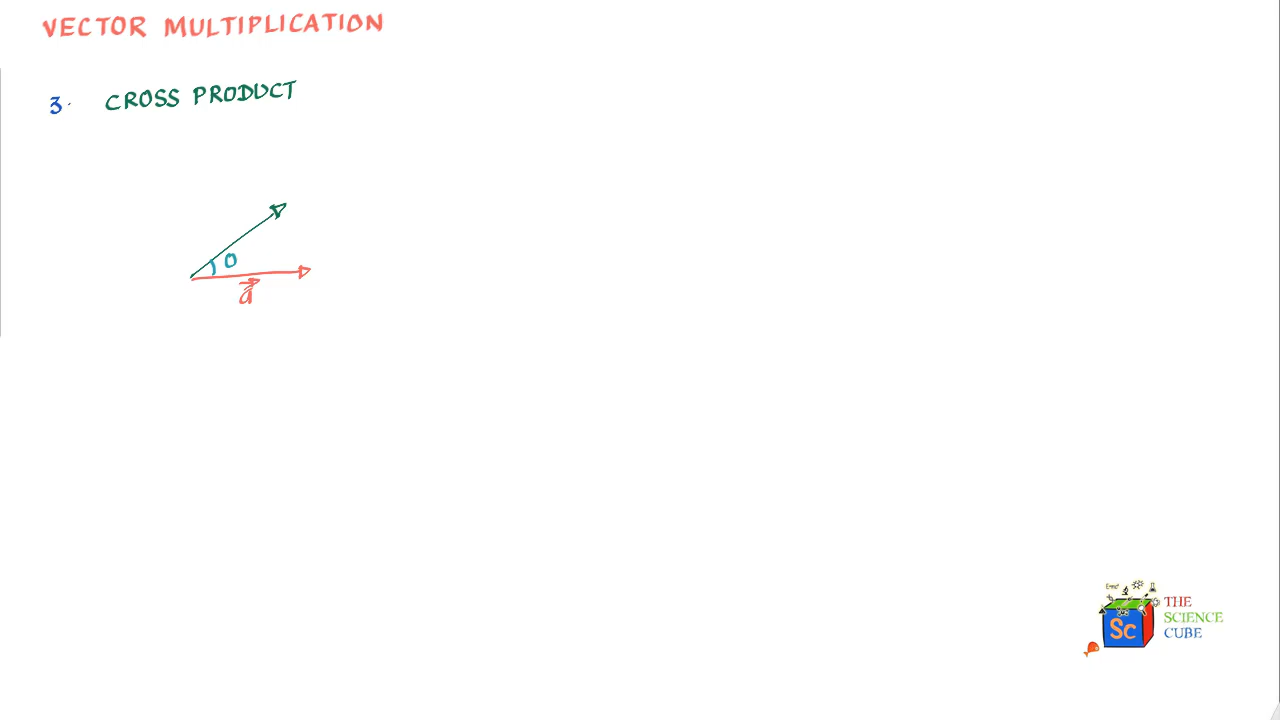 VECTOR MULTIPLICATION
3. CROSS PRODUCT
θ
a⃗
Sc
THE
SCIENCE
CUBE